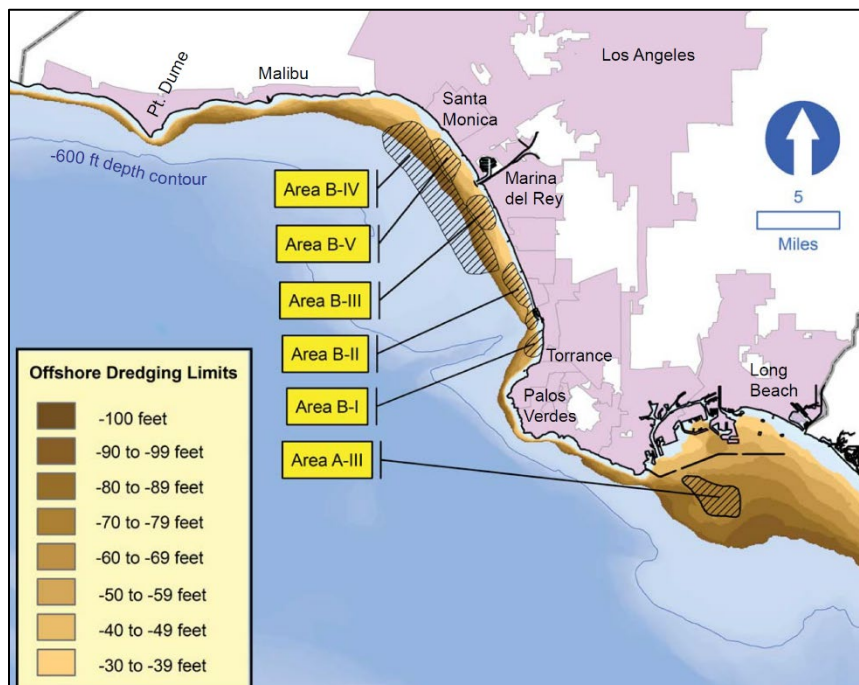 Los Angeles
Malibu
Pt. Dume
Santa
Monica
-600 ft depth contour
Marina
del Rey
5
Miles
Area B-IV
Area B-V
Area B-III
Area B-II
Area B-I
Area A-III
Torrance
Palos
Verdes
Long
Beach
Offshore Dredging Limits
-100 feet
-90 to -99 feet
-80 to -89 feet
-70 to -79 feet
-60 to -69 feet
-50 to -59 feet
-40 to -49 feet
-30 to -39 feet